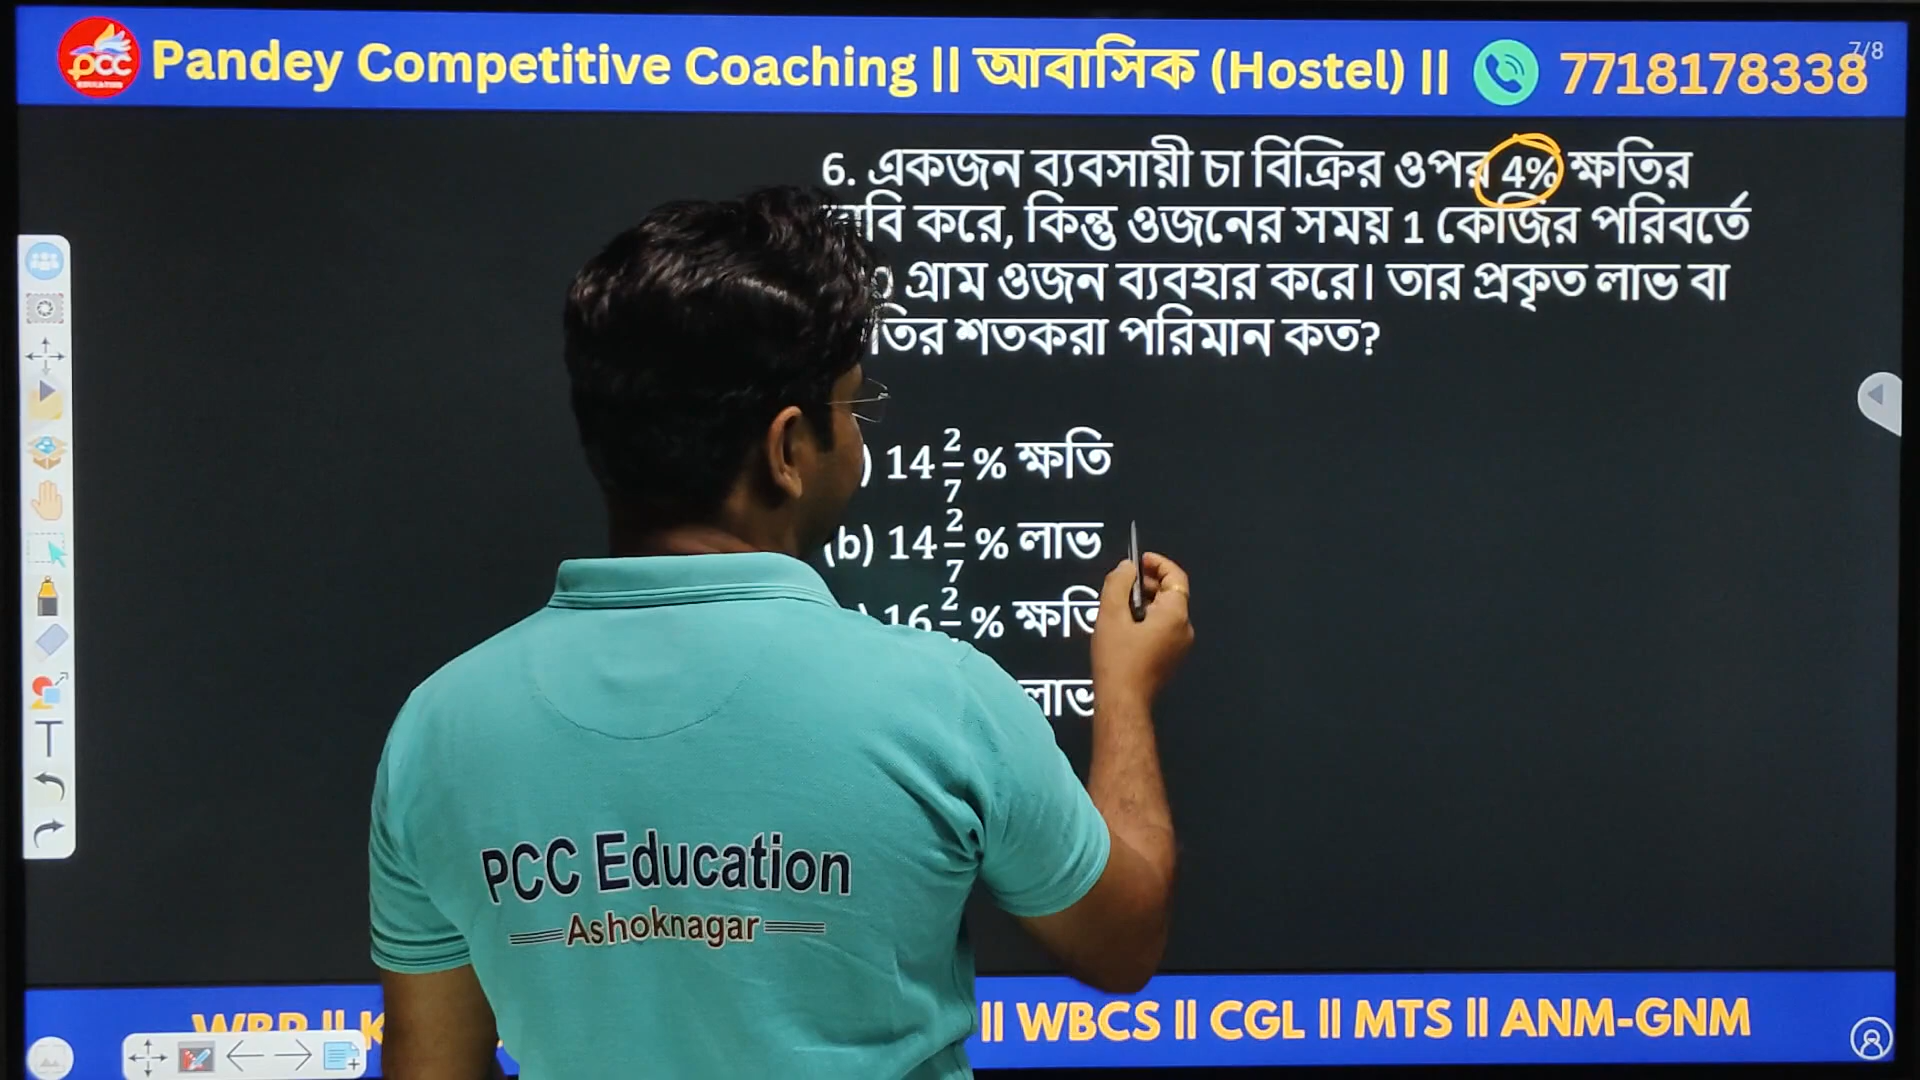 Pandey Competitive Coaching || আবাসিক (Hostel) || 7718178338
7/8
PCC
EDUCATION
6. একজন ব্যবসায়ী চা বিক্রির ওপর 4% ক্ষতির
করে, কিন্তু ওজনের সময় 1 কেজির পরিবর্তে
গ্রাম ওজন ব্যবহার করে। তার প্রকৃত লাভ বা
শতকরা পরিমান কত?
14 2/7 % ক্ষতি
(b) 14 2/7 % লাভ
16 % ক্ষতি
লাভ
PCC Education
Ashoknagar
|| WBCS || CGL || MTS || ANM-GNM